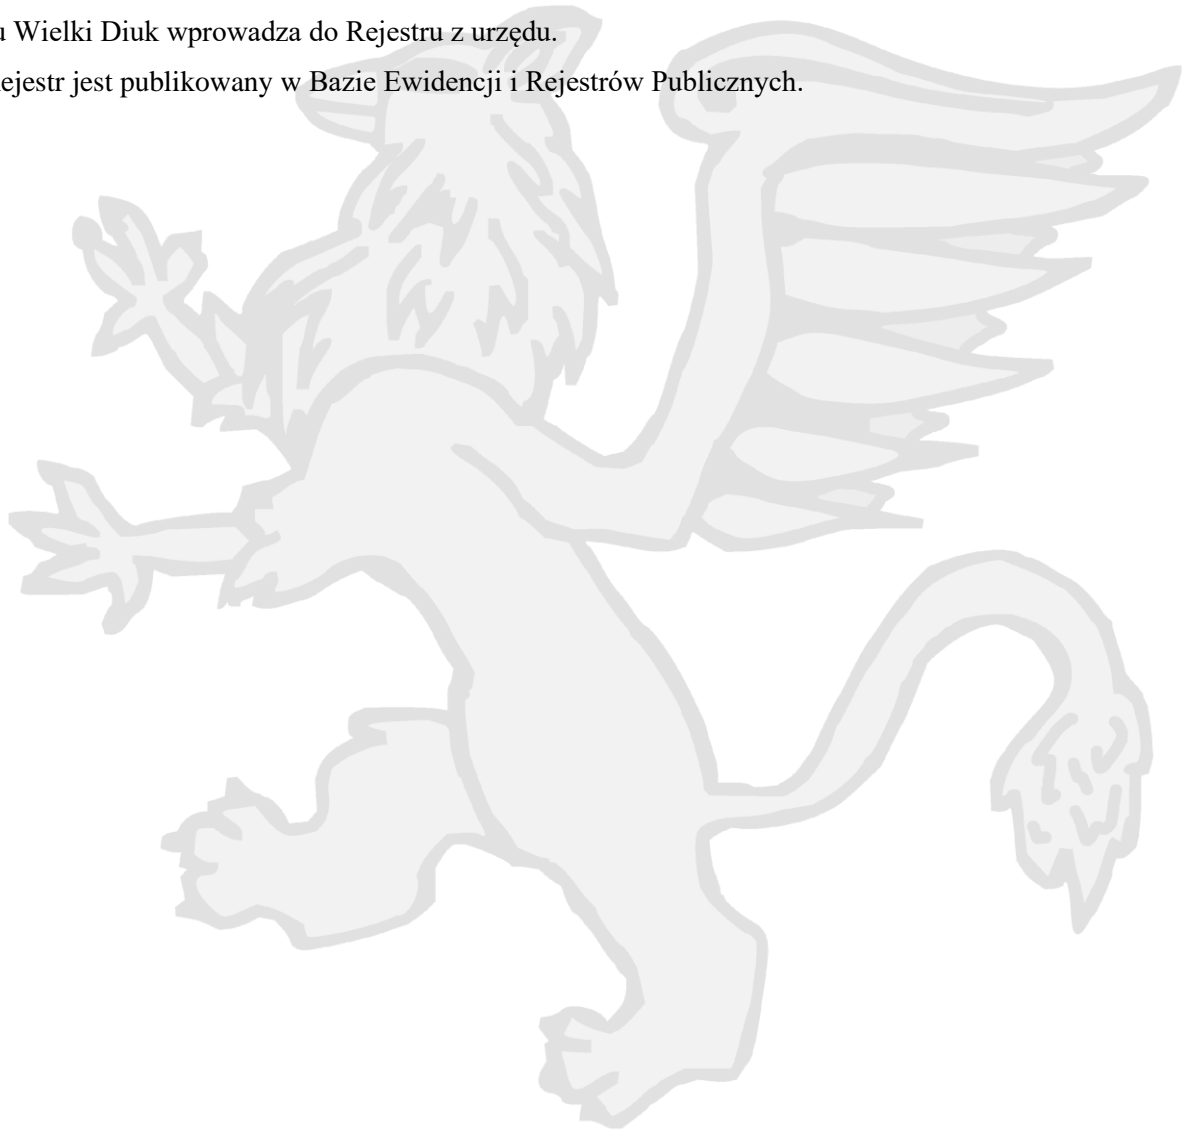 u Wielki Diuk wprowadza do Rejestru z urzędu.
ejestr jest publikowany w Bazie Ewidencji i Rejestrów Publicznych.